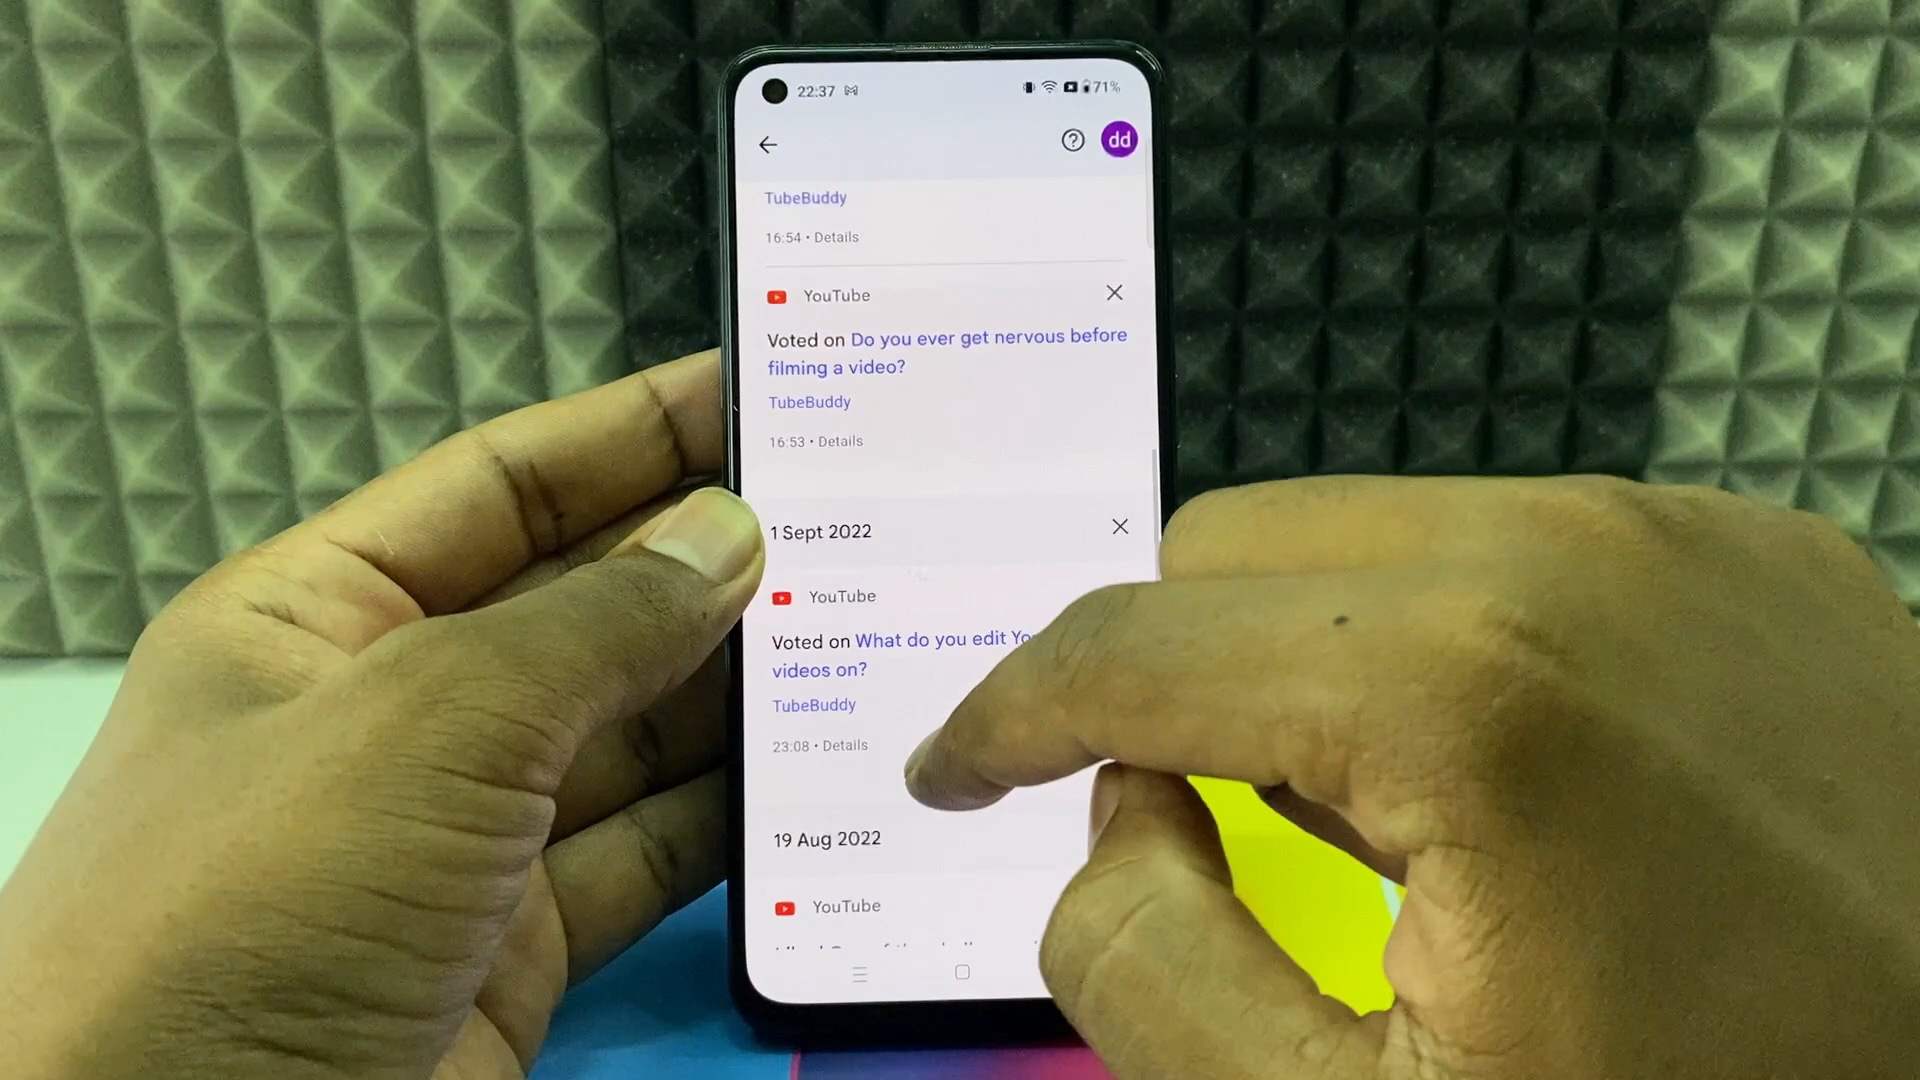 22:37
71%
dd
TubeBuddy
16:54 • Details
YouTube
Voted on Do you ever get nervous before
filming a video?
TubeBuddy
16:53 • Details
1 Sept 2022
YouTube
Voted on What do you edit
videos on?
TubeBuddy
23:08 • Details
19 Aug 2022
YouTube